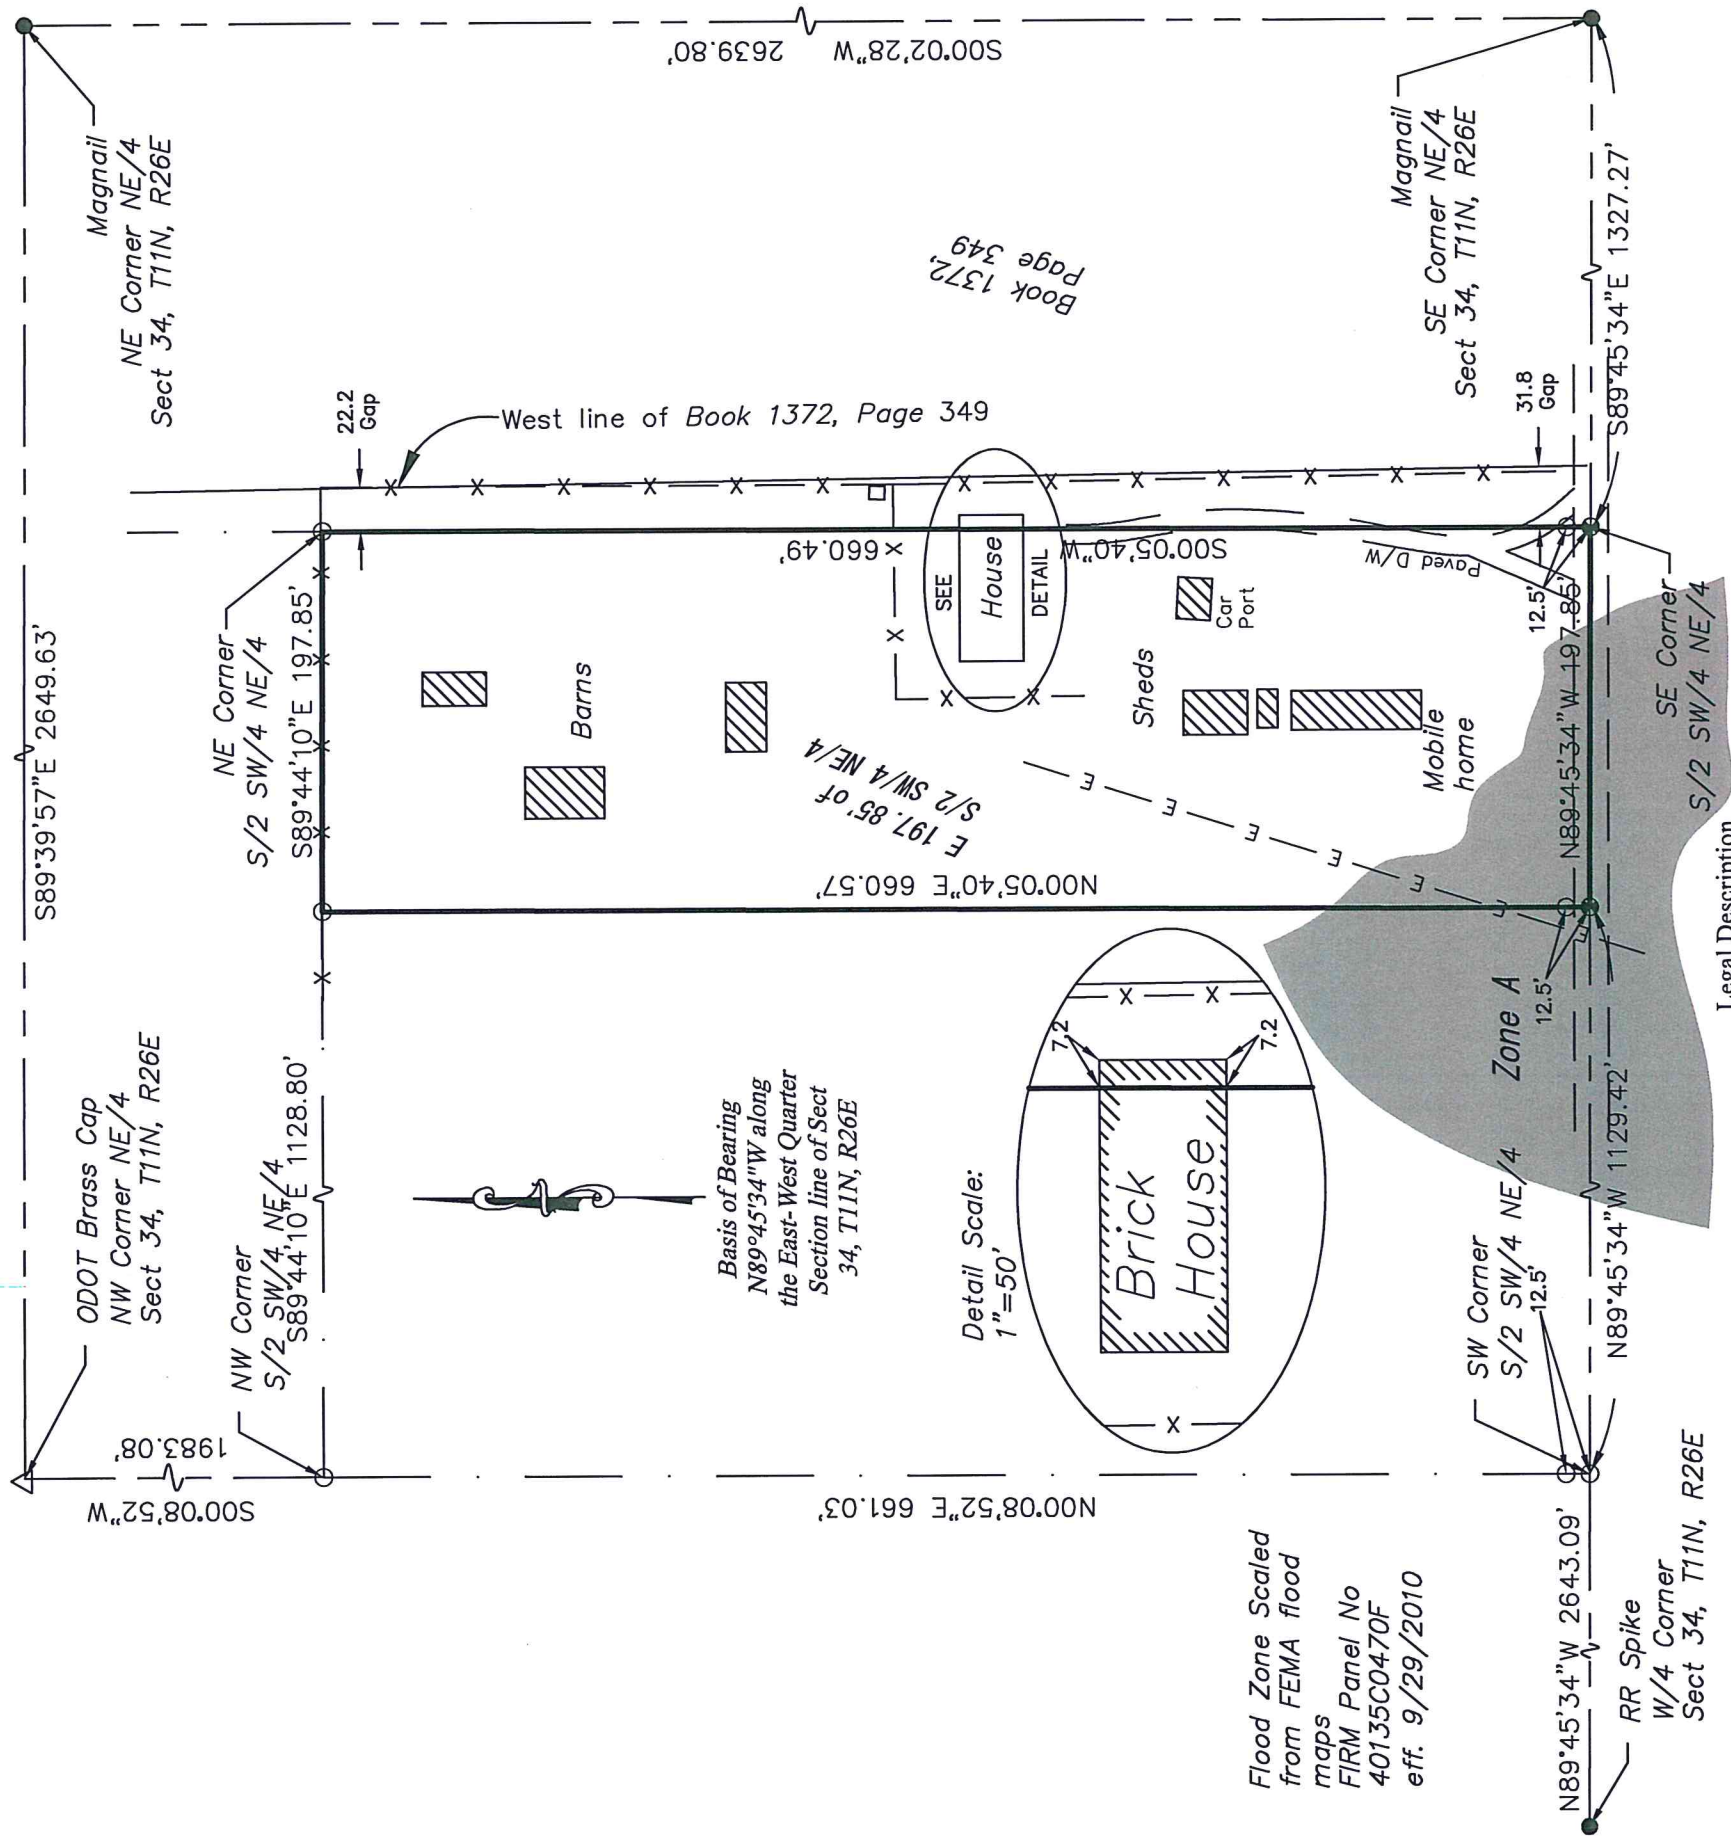 S89°39'57"E 2649.63'
ODOT Brass Cap
NW Corner NE/4
Sect 34, T11N, R26E
Magnail
NE Corner NE/4
Sect 34, T11N, R26E
S00°08'52"W
1983.08'
S00°02'28"W 2639.80'
NW Corner
S/2 SW/4 NE/4
S89°44'10"E 1128.80'
NE Corner
S/2 SW/4 NE/4
S89°44'10"E 197.85'
22.2
Gap
West line of Book 1372, Page 349
Book 1372,
Page 349
Barns
E 197.85' of
S/2 SW/4 NE/4
N00°05'40"E 660.57'
660.49'
S00°05'40"W
SEE
House
DETAIL
Car
Port
Sheds
Mobile
home
Paved D/W
Basis of Bearing
N89°45'34"W along
the East-West Quarter
Section line of Sect
34, T11N, R26E
N00°08'52"E 661.03'
Detail Scale:
1"=50'
Brick
House
7.2
7.2
Flood Zone Scaled
from FEMA flood
maps
FIRM Panel No
40135C0470F
eff. 9/29/2010
Magnail
SE Corner NE/4
Sect 34, T11N, R26E
31.8
Gap
SW Corner
S/2 SW/4 NE/4
12.5'
Zone A
12.5'
12.5'
N89°45'34"W 197.85'
N89°45'34"W 2643.09'
N89°45'34"W 1129.42'
S89°45'34"E 1327.27'
RR Spike
W/4 Corner
Sect 34, T11N, R26E
SE Corner
S/2 SW/4 NE/4
Legal Description
X X X X X X X X X X X X X
X X X X X
X X X X
X X X
E E E E E E E